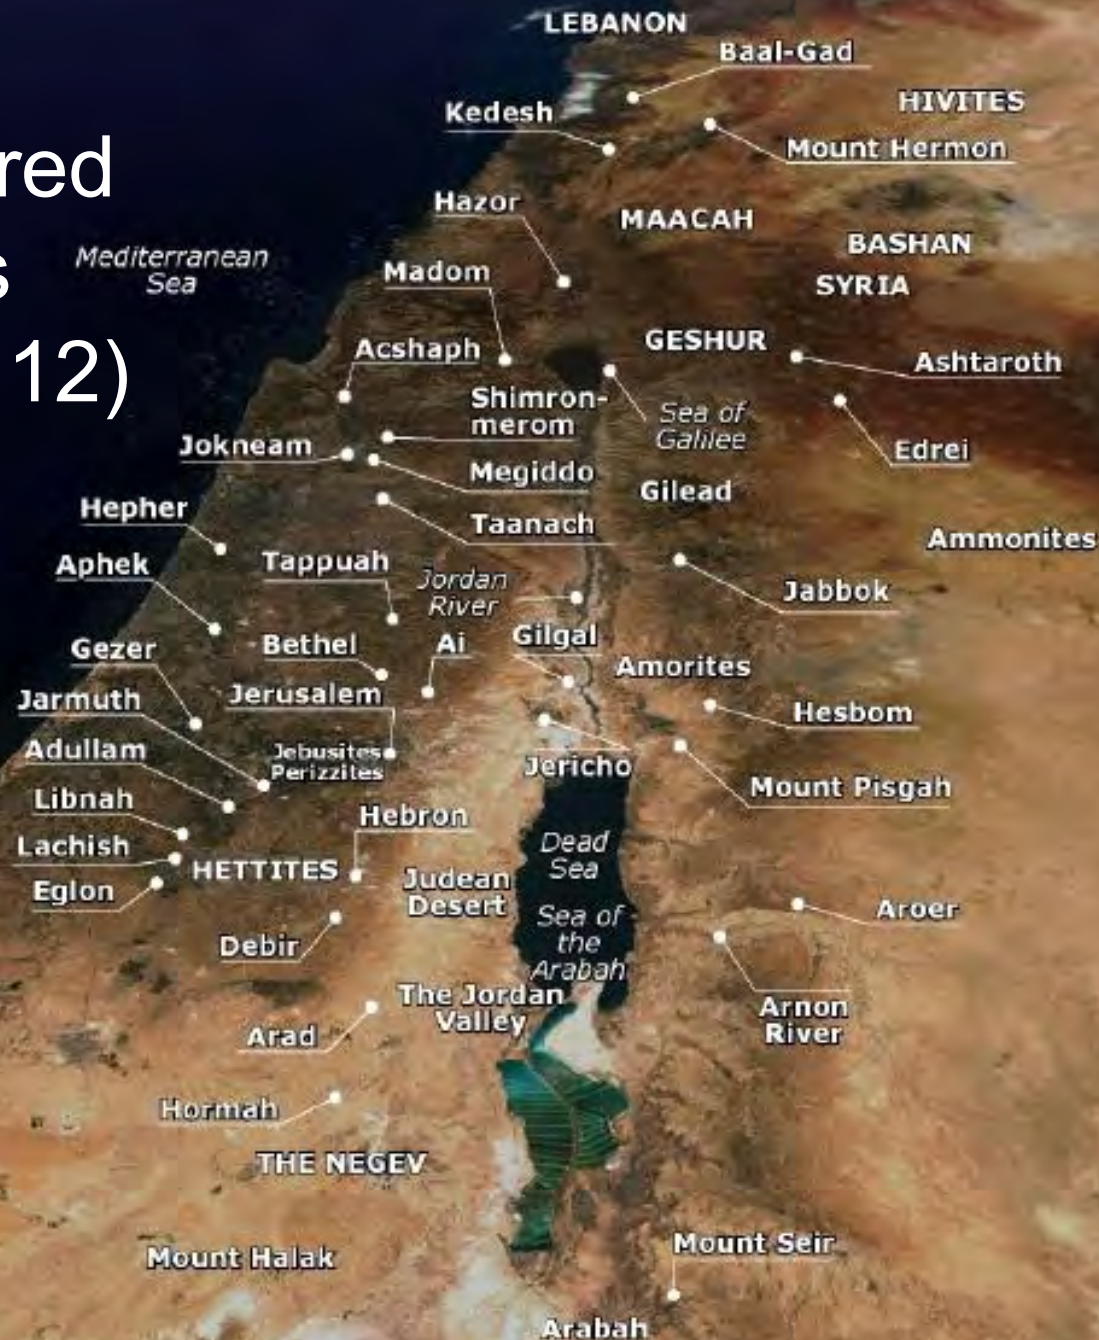 LEBANON
Baal-Gad
HIVITES
Kedesh
Mount Hermon
red
Hazor
MAACAH
BASHAN
Mediterranean
Sea
s
Madom
SYRIA
GESHUR
Acshaph
Ashtaroth
12)
Shimron-
merom
Sea of
Galilee
Jokneam
Edrei
Megiddo
Gilead
Hepher
Taanach
Ammonites
Aphek
Tappuah
Jordan
River
Jabbok
Gezer
Bethel
Ai
Gilgal
Amorites
Jarmuth
Jerusalem
Hesbom
Adullam
Jebusites
Perizzites
Jericho
Mount Pisgah
Libnah
Hebron
Lachish
Dead
Sea
HETTITES
Eglon
Judean
Desert
Aroer
Sea of
the
Arabah
Debir
The Jordan
Valley
Arnon
River
Arad
Hormah
THE NEGEV
Mount Halak
Mount Seir
Arabah